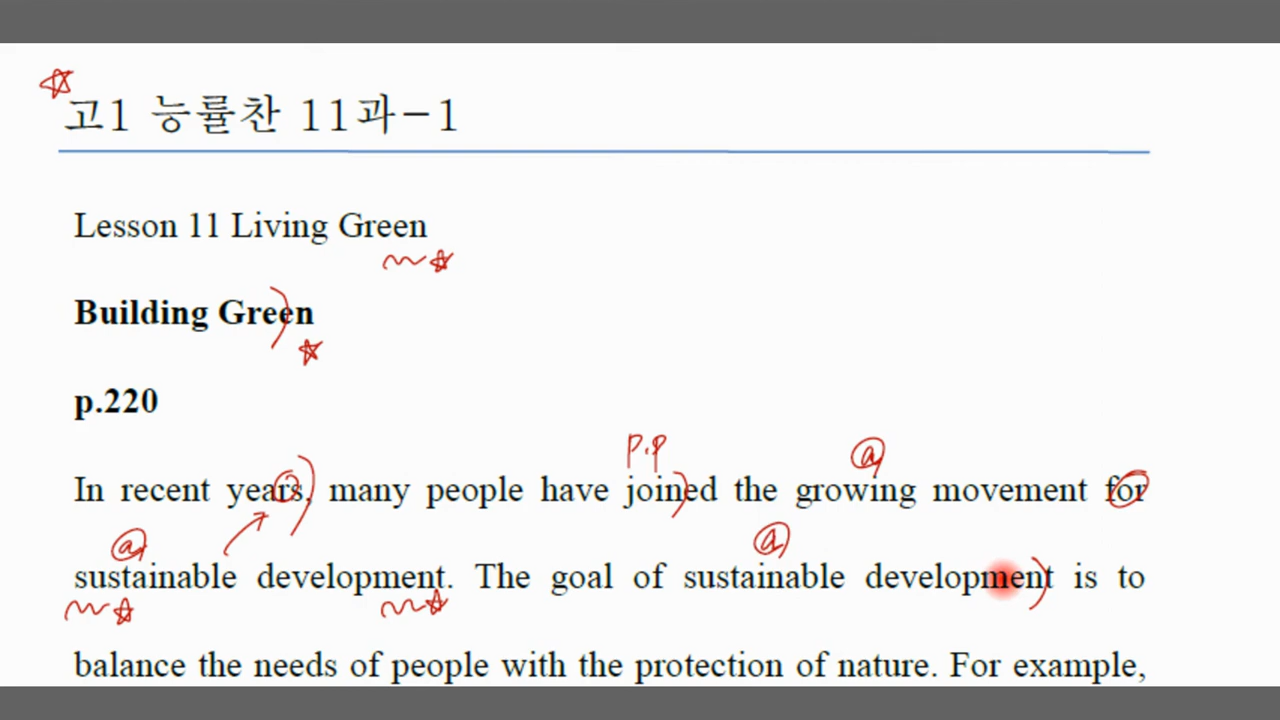 고1 능률찬 11과-1
Lesson 11 Living Green
Building Green
p.220
p.p
a
In recent years, many people have joined the growing movement for
a
a
sustainable development. The goal of sustainable development is to
balance the needs of people with the protection of nature. For example,